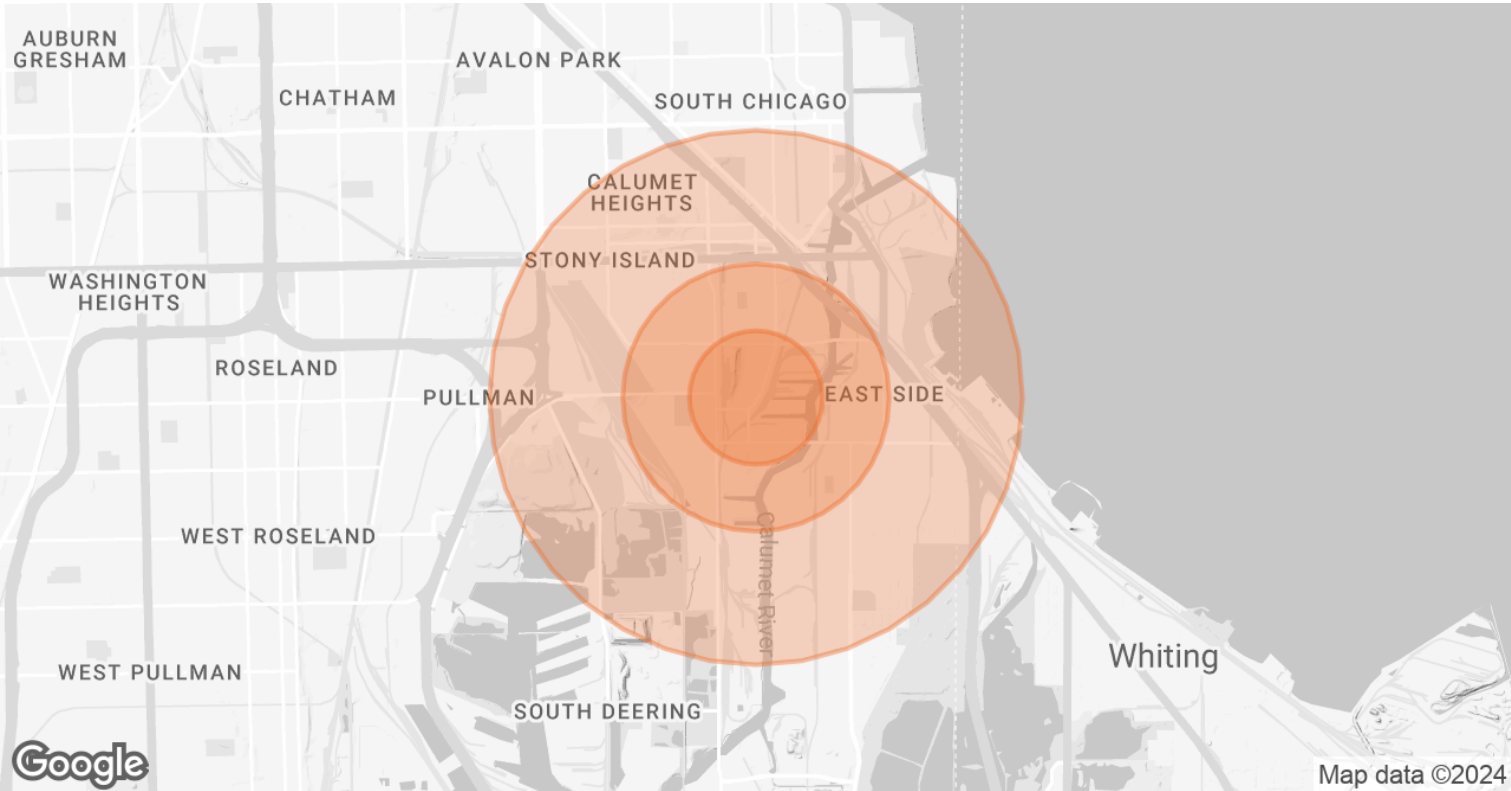 AUBURN
GRESHAM
AVALON PARK
CHATHAM
SOUTH CHICAGO
CALUMET
HEIGHTS
STONY ISLAND
WASHINGTON
HEIGHTS
ROSELAND
PULLMAN
EAST SIDE
WEST ROSELAND
Calumet River
Whiting
WEST PULLMAN
SOUTH DEERING
Google
Map data ©2024